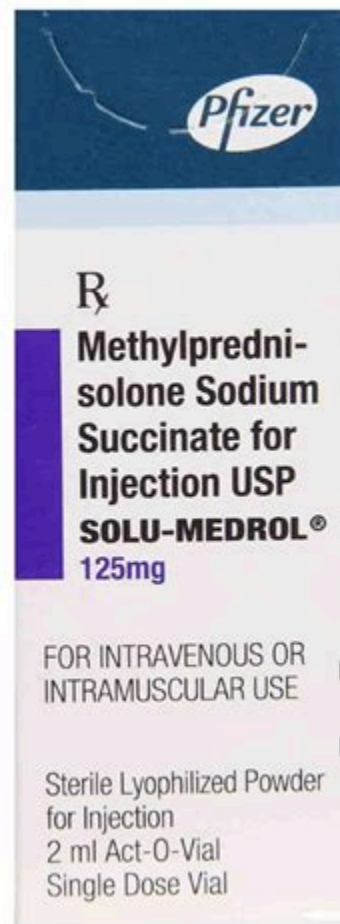 Pfizer
℞
Methylpredni-
solone Sodium
Succinate for
Injection USP
SOLU-MEDROL®
125mg
FOR INTRAVENOUS OR
INTRAMUSCULAR USE
Sterile Lyophilized Powder
for Injection
2 ml Act-O-Vial
Single Dose Vial